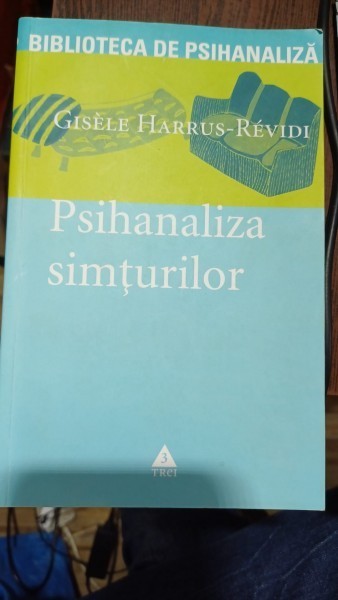 BIBLIOTECA DE PSIHANALIZĂ
GISÈLE HARRUS-RÉVIDI
Psihanaliza
simțurilor
3
TREI